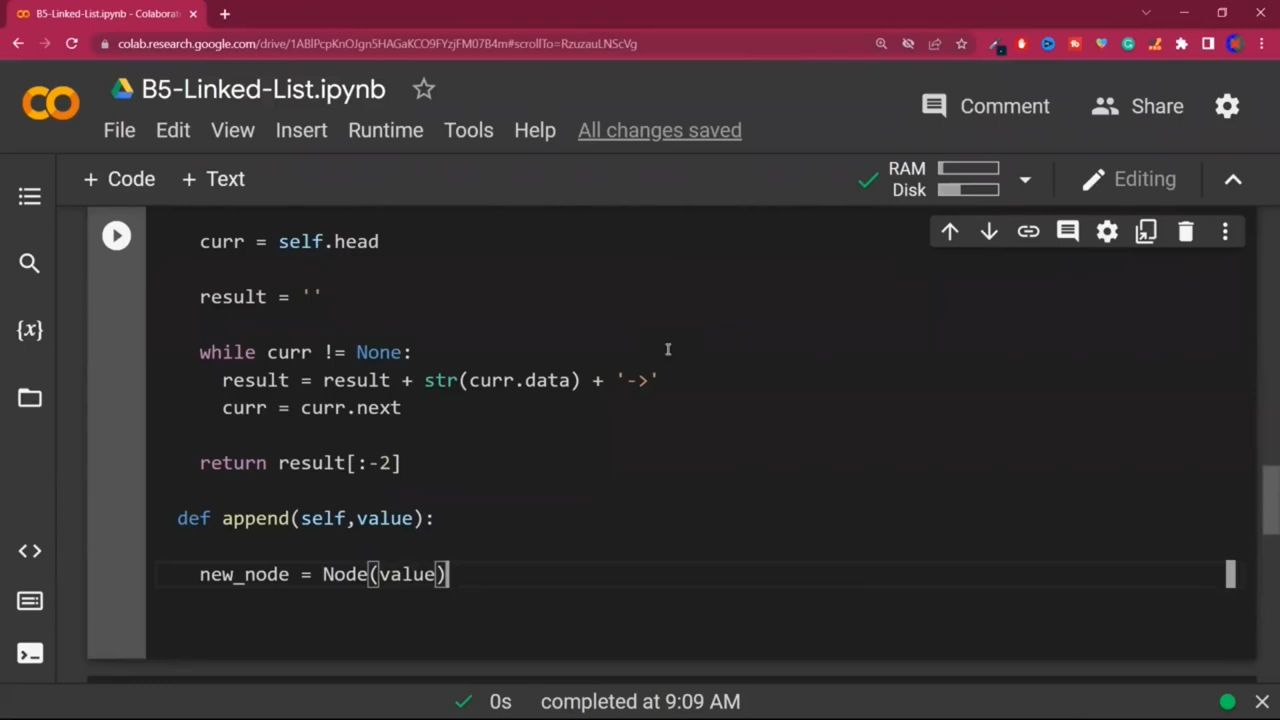 B5-Linked-List.ipynb - Colaborat
colab.research.google.com/drive/1ABlPcpKnOJgn5HAGaKCO9FYzjFM07B4m#scrollTo=RzuzauLNScVg
B5-Linked-List.ipynb
Comment
Share
File Edit View Insert Runtime Tools Help All changes saved
+ Code + Text
RAM
Disk
Editing
curr = self.head
result = ''
while curr != None:
result = result + str(curr.data) + '->'
curr = curr.next
return result[:-2]
def append(self,value):
new_node = Node(value)
0s completed at 9:09 AM